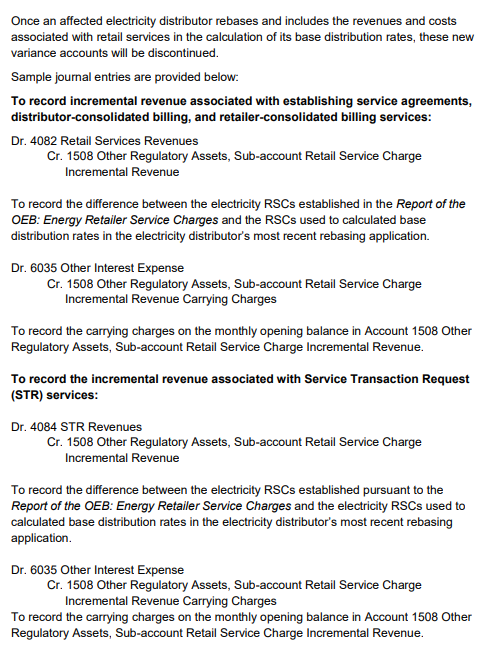 Once an affected electricity distributor rebases and includes the revenues and costs
associated with retail services in the calculation of its base distribution rates, these new
variance accounts will be discontinued.
Sample journal entries are provided below:
To record incremental revenue associated with establishing service agreements,
distributor-consolidated billing, and retailer-consolidated billing services:
Dr. 4082 Retail Services Revenues
Cr. 1508 Other Regulatory Assets, Sub-account Retail Service Charge
Incremental Revenue
To record the difference between the electricity RSCs established in the Report of the
OEB: Energy Retailer Service Charges and the RSCs used to calculated base
distribution rates in the electricity distributor's most recent rebasing application.
Dr. 6035 Other Interest Expense
Cr. 1508 Other Regulatory Assets, Sub-account Retail Service Charge
Incremental Revenue Carrying Charges
To record the carrying charges on the monthly opening balance in Account 1508 Other
Regulatory Assets, Sub-account Retail Service Charge Incremental Revenue.
To record the incremental revenue associated with Service Transaction Request
(STR) services:
Dr. 4084 STR Revenues
Cr. 1508 Other Regulatory Assets, Sub-account Retail Service Charge
Incremental Revenue
To record the difference between the electricity RSCs established pursuant to the
Report of the OEB: Energy Retailer Service Charges and the electricity RSCs used to
calculated base distribution rates in the electricity distributor's most recent rebasing
application.
Dr. 6035 Other Interest Expense
Cr. 1508 Other Regulatory Assets, Sub-account Retail Service Charge
Incremental Revenue Carrying Charges
To record the carrying charges on the monthly opening balance in Account 1508 Other
Regulatory Assets, Sub-account Retail Service Charge Incremental Revenue.